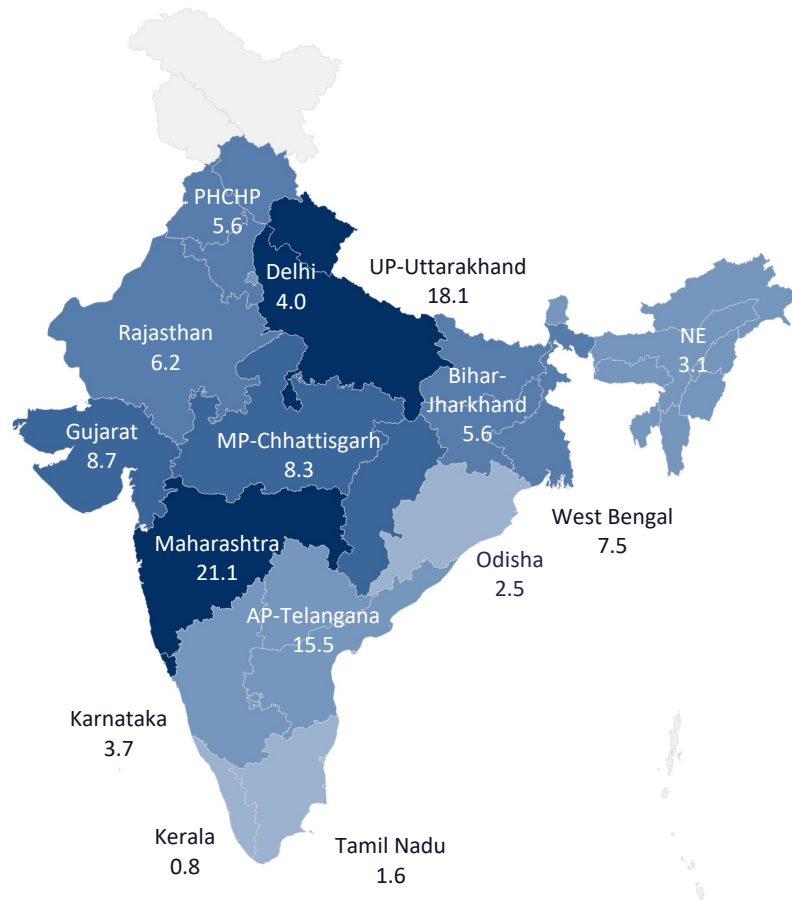 PHCHP
5.6
Delhi
4.0
UP-Uttarakhand
18.1
Rajasthan
6.2
NE
3.1
Bihar-
Jharkhand
5.6
Gujarat
8.7
MP-Chhattisgarh
8.3
West Bengal
7.5
Maharashtra
21.1
Odisha
2.5
AP-Telangana
15.5
Karnataka
3.7
Kerala
0.8
Tamil Nadu
1.6